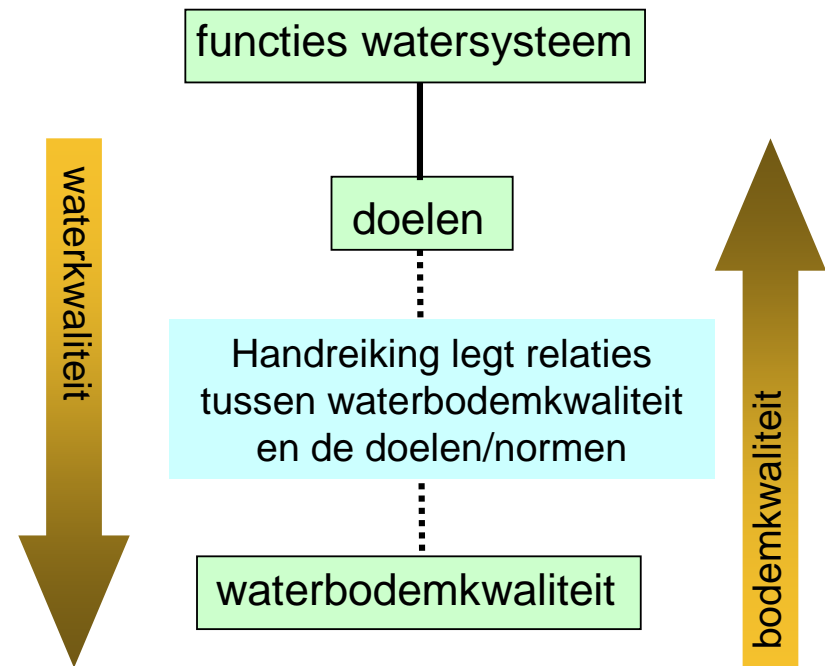 functies watersysteem
waterkwaliteit
doelen
Handreiking legt relaties
tussen waterbodemkwaliteit
en de doelen/normen
bodemkwaliteit
waterbodemkwaliteit